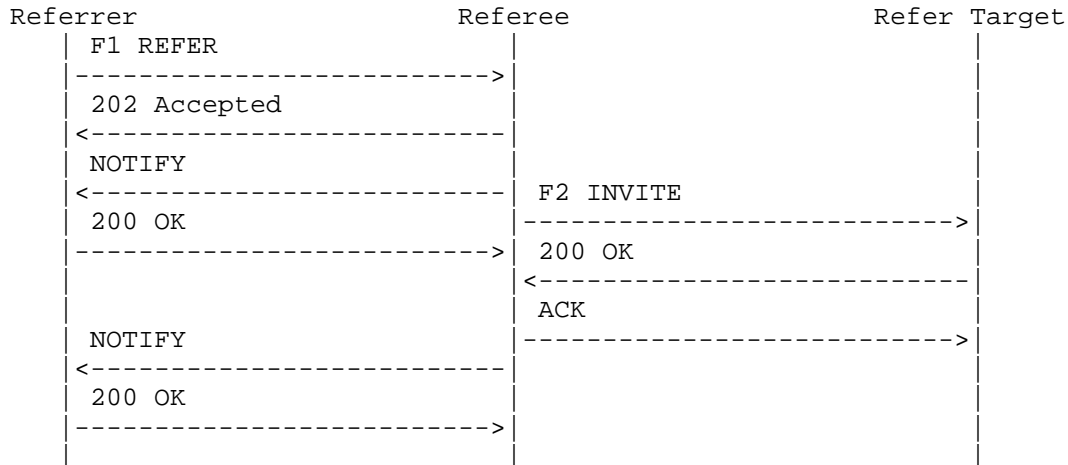 Referrer Referee Refer Target
F1 REFER
202 Accepted
NOTIFY
F2 INVITE
200 OK
200 OK
ACK
NOTIFY
200 OK